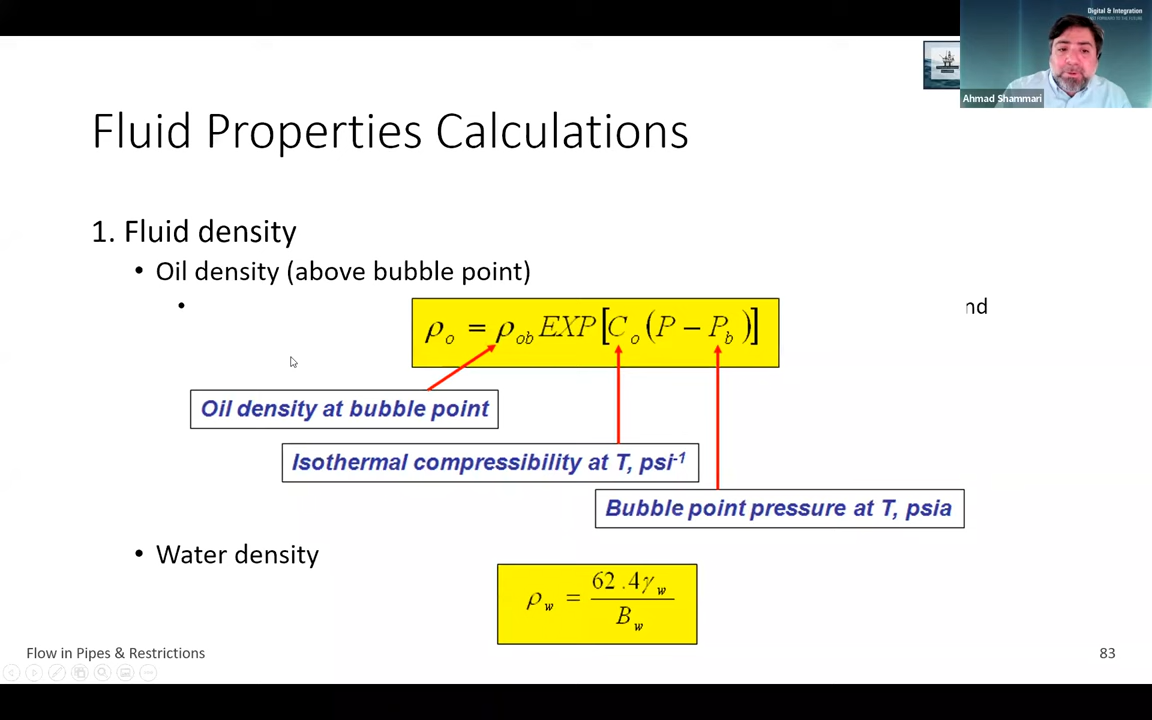 Digital & Integration
Ahmad Shammari
Fluid Properties Calculations
1. Fluid density
• Oil density (above bubble point)
• nd
ρo = ρob EXP[Co(P − Pb)]
Oil density at bubble point
Isothermal compressibility at T, psi-1
Bubble point pressure at T, psia
• Water density
ρw = 62.4γw / Bw
Flow in Pipes & Restrictions
83